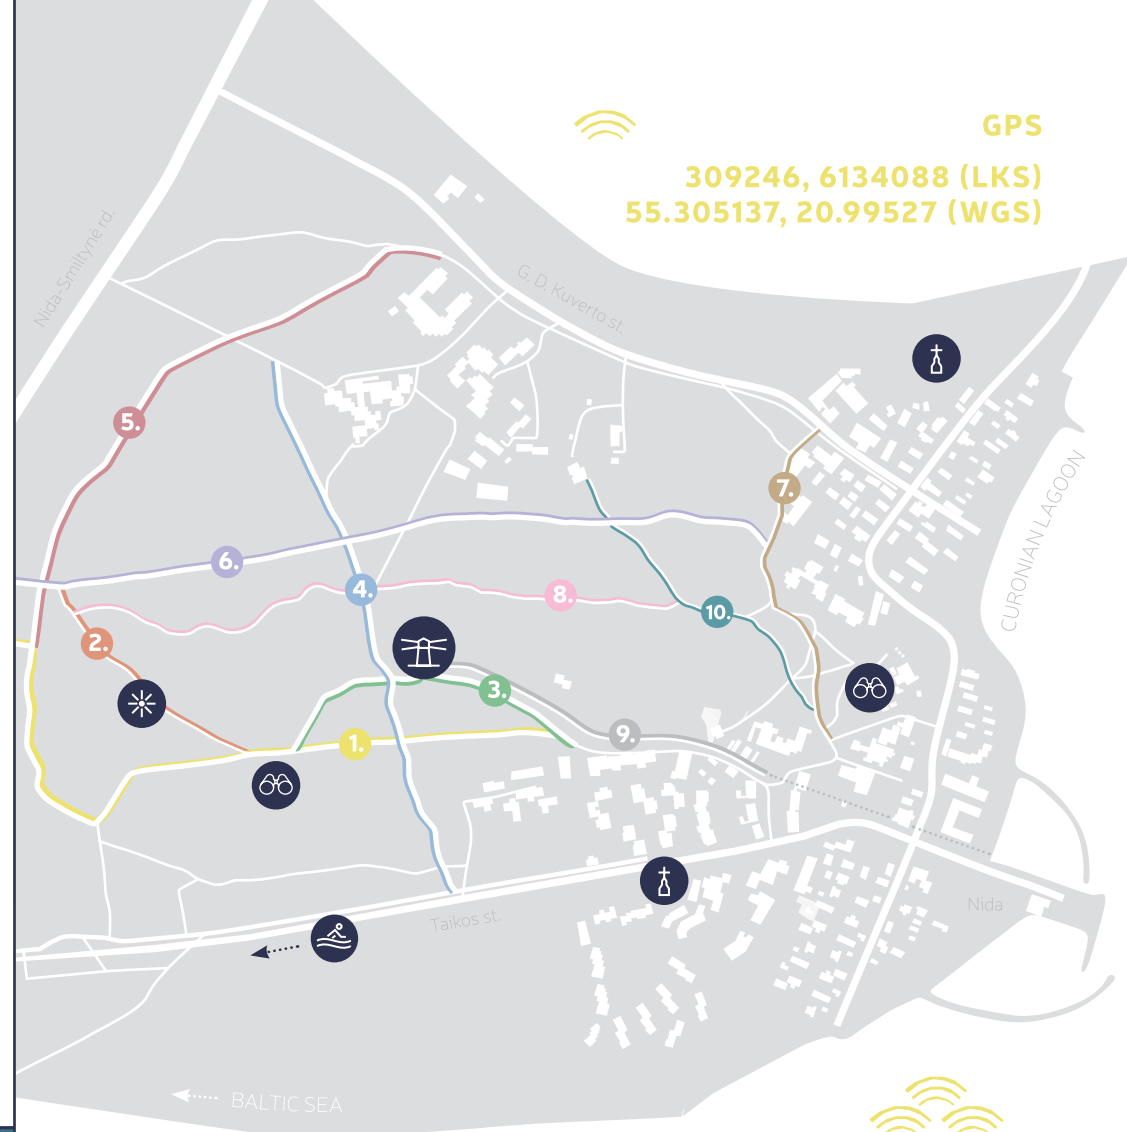 GPS
309246, 6134088 (LKS)
55.305137, 20.99527 (WGS)
Nida-Smiltynė rd.
G. D. Kuverto st.
5.
7.
CURONIAN LAGOON
6.
4.
8.
10.
2.
3.
9.
1.
Nida
Taikos st.
BALTIC SEA